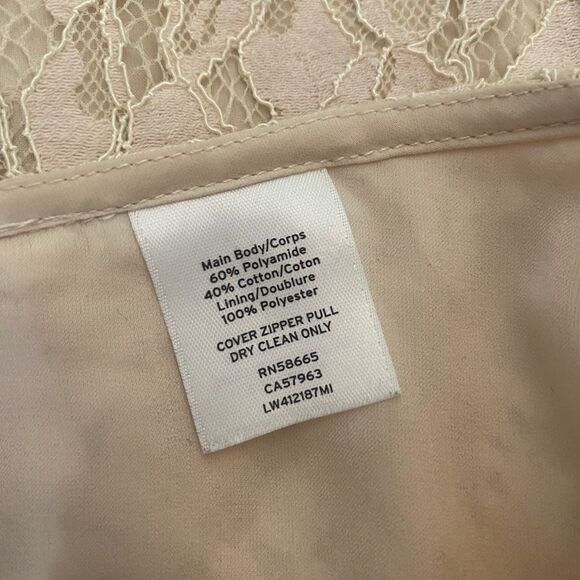 Main Body/Corps
60% Polyamide
40% Cotton/Coton
Lining/Doublure
100% Polyester
COVER ZIPPER PULL
DRY CLEAN ONLY
RN58665
CA57963
LW412187MI